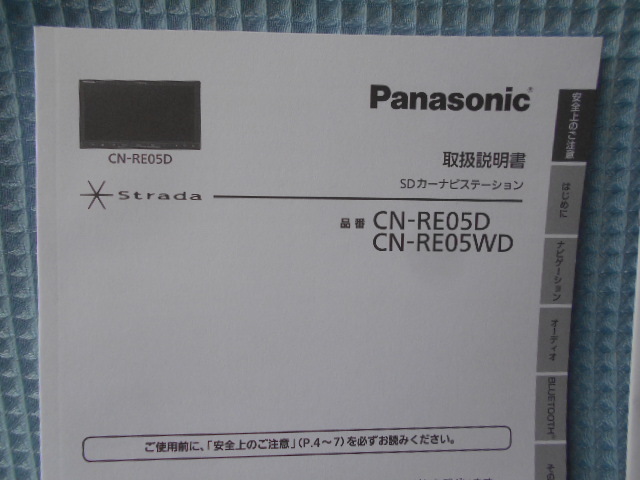 Panasonic
CN-RE05D
取扱説明書
SDカーナビステーション
Strada
品番 CN-RE05D
CN-RE05WD
ご使用前に、「安全上のご注意」(P.4～7)を必ずお読みください。
安全上のご注意
はじめに
ナビゲーション
オーディオ
BLUETOOTH